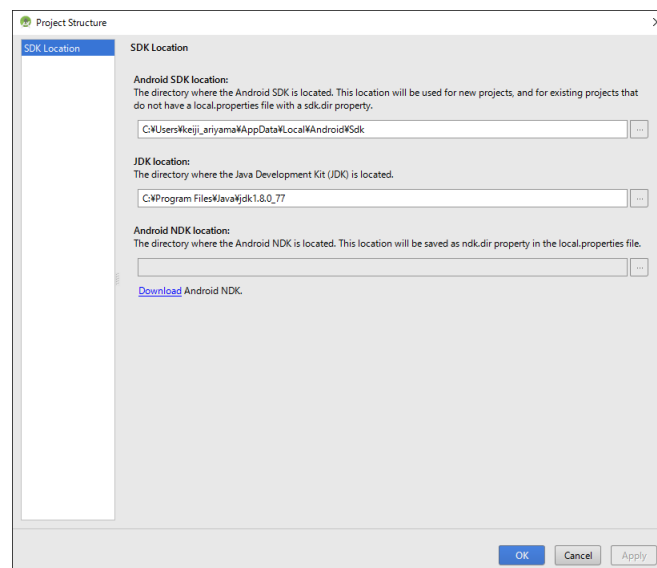 Project Structure
SDK Location
SDK Location
Android SDK location:
The directory where the Android SDK is located. This location will be used for new projects, and for existing projects that
do not have a local.properties file with a sdk.dir property.
C:¥Users¥keiji_ariyama¥AppData¥Local¥Android¥Sdk
...
JDK location:
The directory where the Java Development Kit (JDK) is located.
C:¥Program Files¥Java¥jdk1.8.0_77
...
Android NDK location:
The directory where the Android NDK is located. This location will be saved as ndk.dir property in the local.properties file.
...
Download Android NDK.
OK
Cancel
Apply